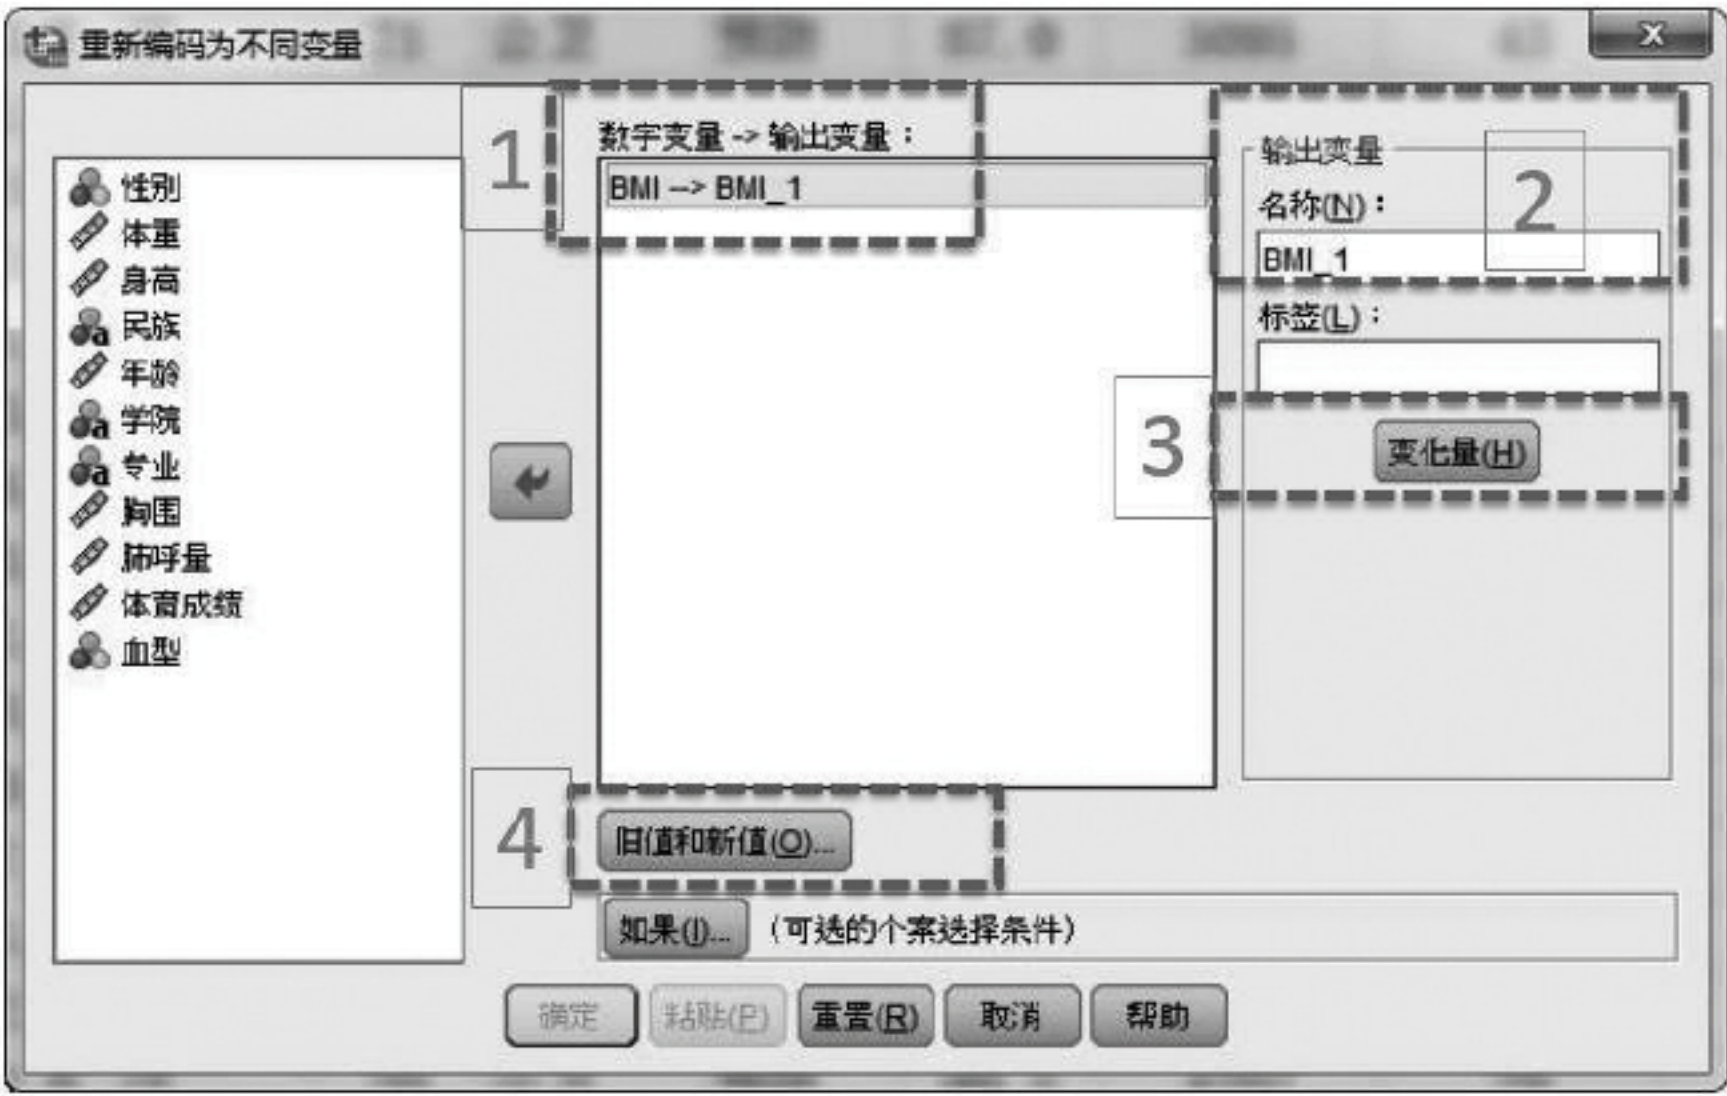 重新编码为不同变量
X
性别
体重
身高
民族
年龄
学院
专业
胸围
肺呼量
体育成绩
血型
1
数字变量 -> 输出变量：
BMI --> BMI_1
输出变量
2
名称(N)：
BMI_1
标签(L)：
3
变化量(H)
4
旧值和新值(O)...
如果(I)... （可选的个案选择条件）
确定 粘贴(P) 重置(R) 取消 帮助